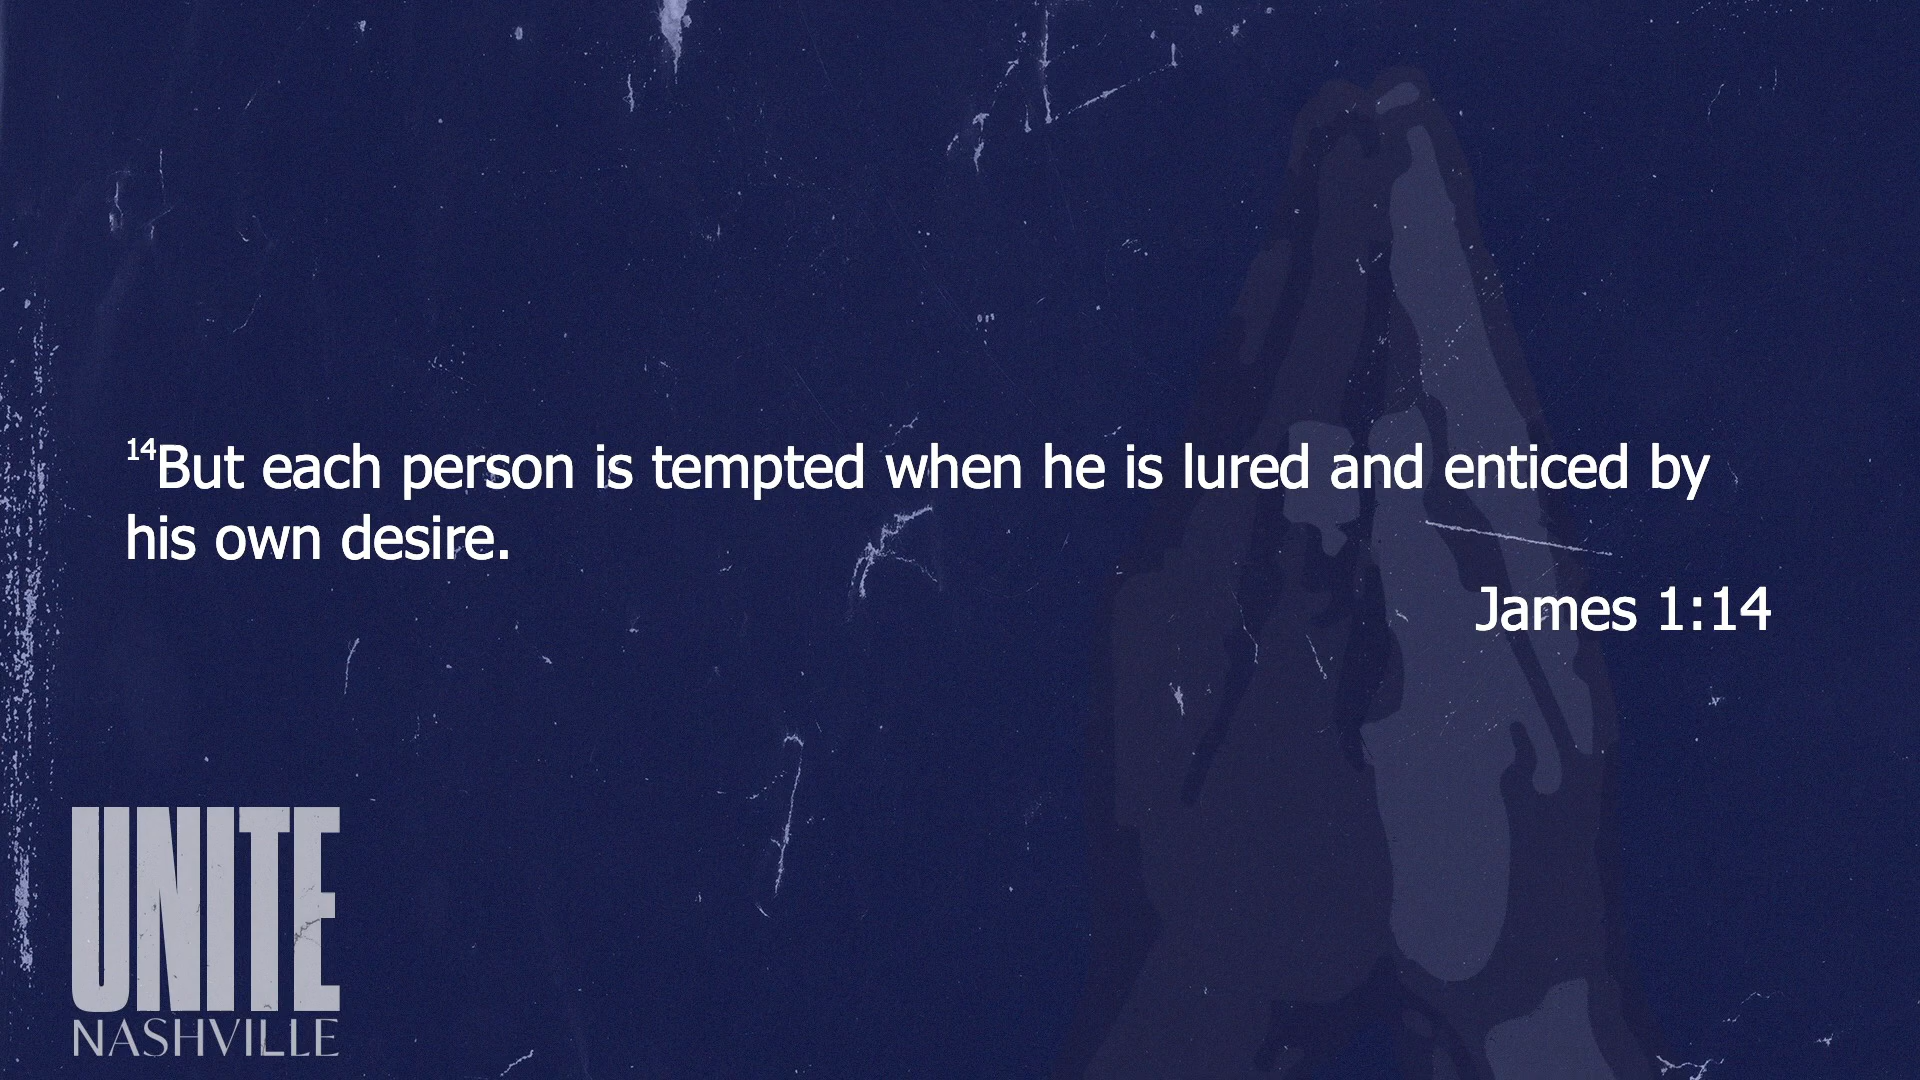 ¹⁴But each person is tempted when he is lured and enticed by
his own desire.
James 1:14
UNITE
NASHVILLE